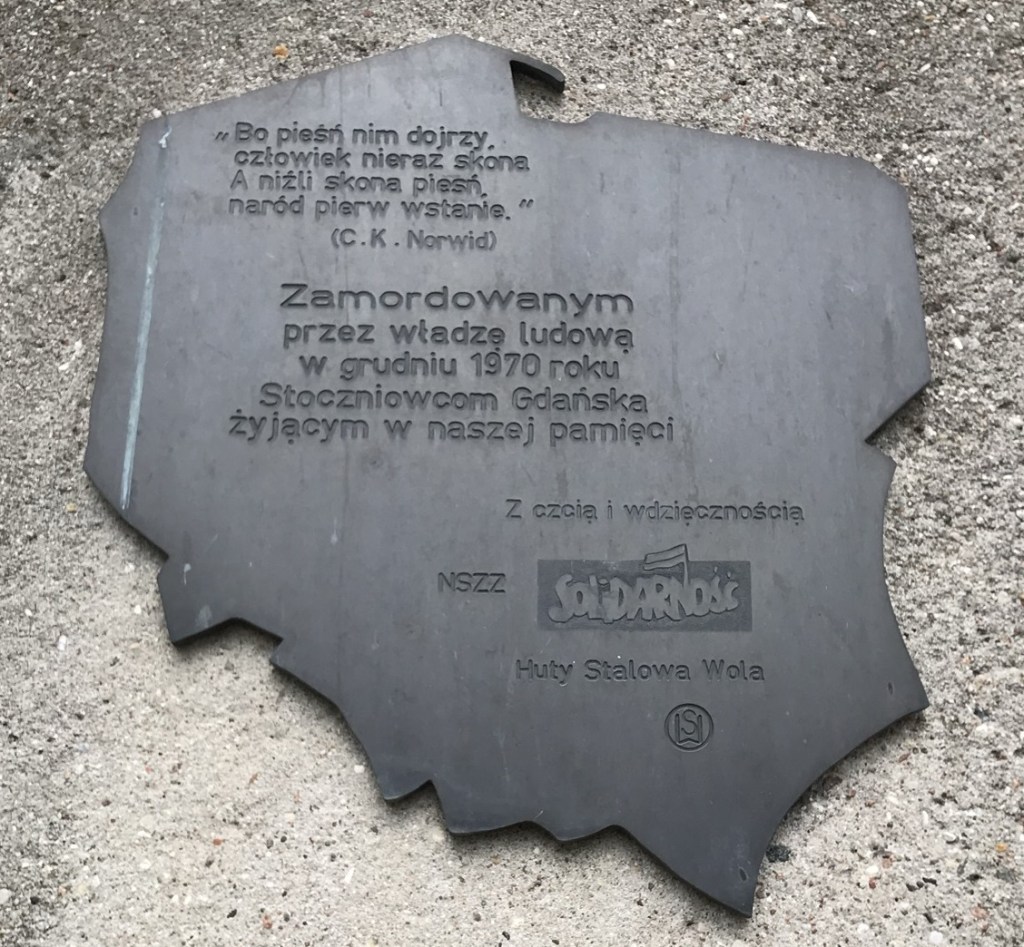 „Bo pieśń nim dojrzy,
człowiek nieraz skona
A niźli skona pieśń,
naród pierw wstanie.”
(C.K. Norwid)
Zamordowanym
przez władzę ludową
w grudniu 1970 roku
Stoczniowcom Gdańska
żyjącym w naszej pamięci
Z czcią i wdzięcznością
NSZZ SOLIDARNOŚĆ
Huty Stalowa Wola